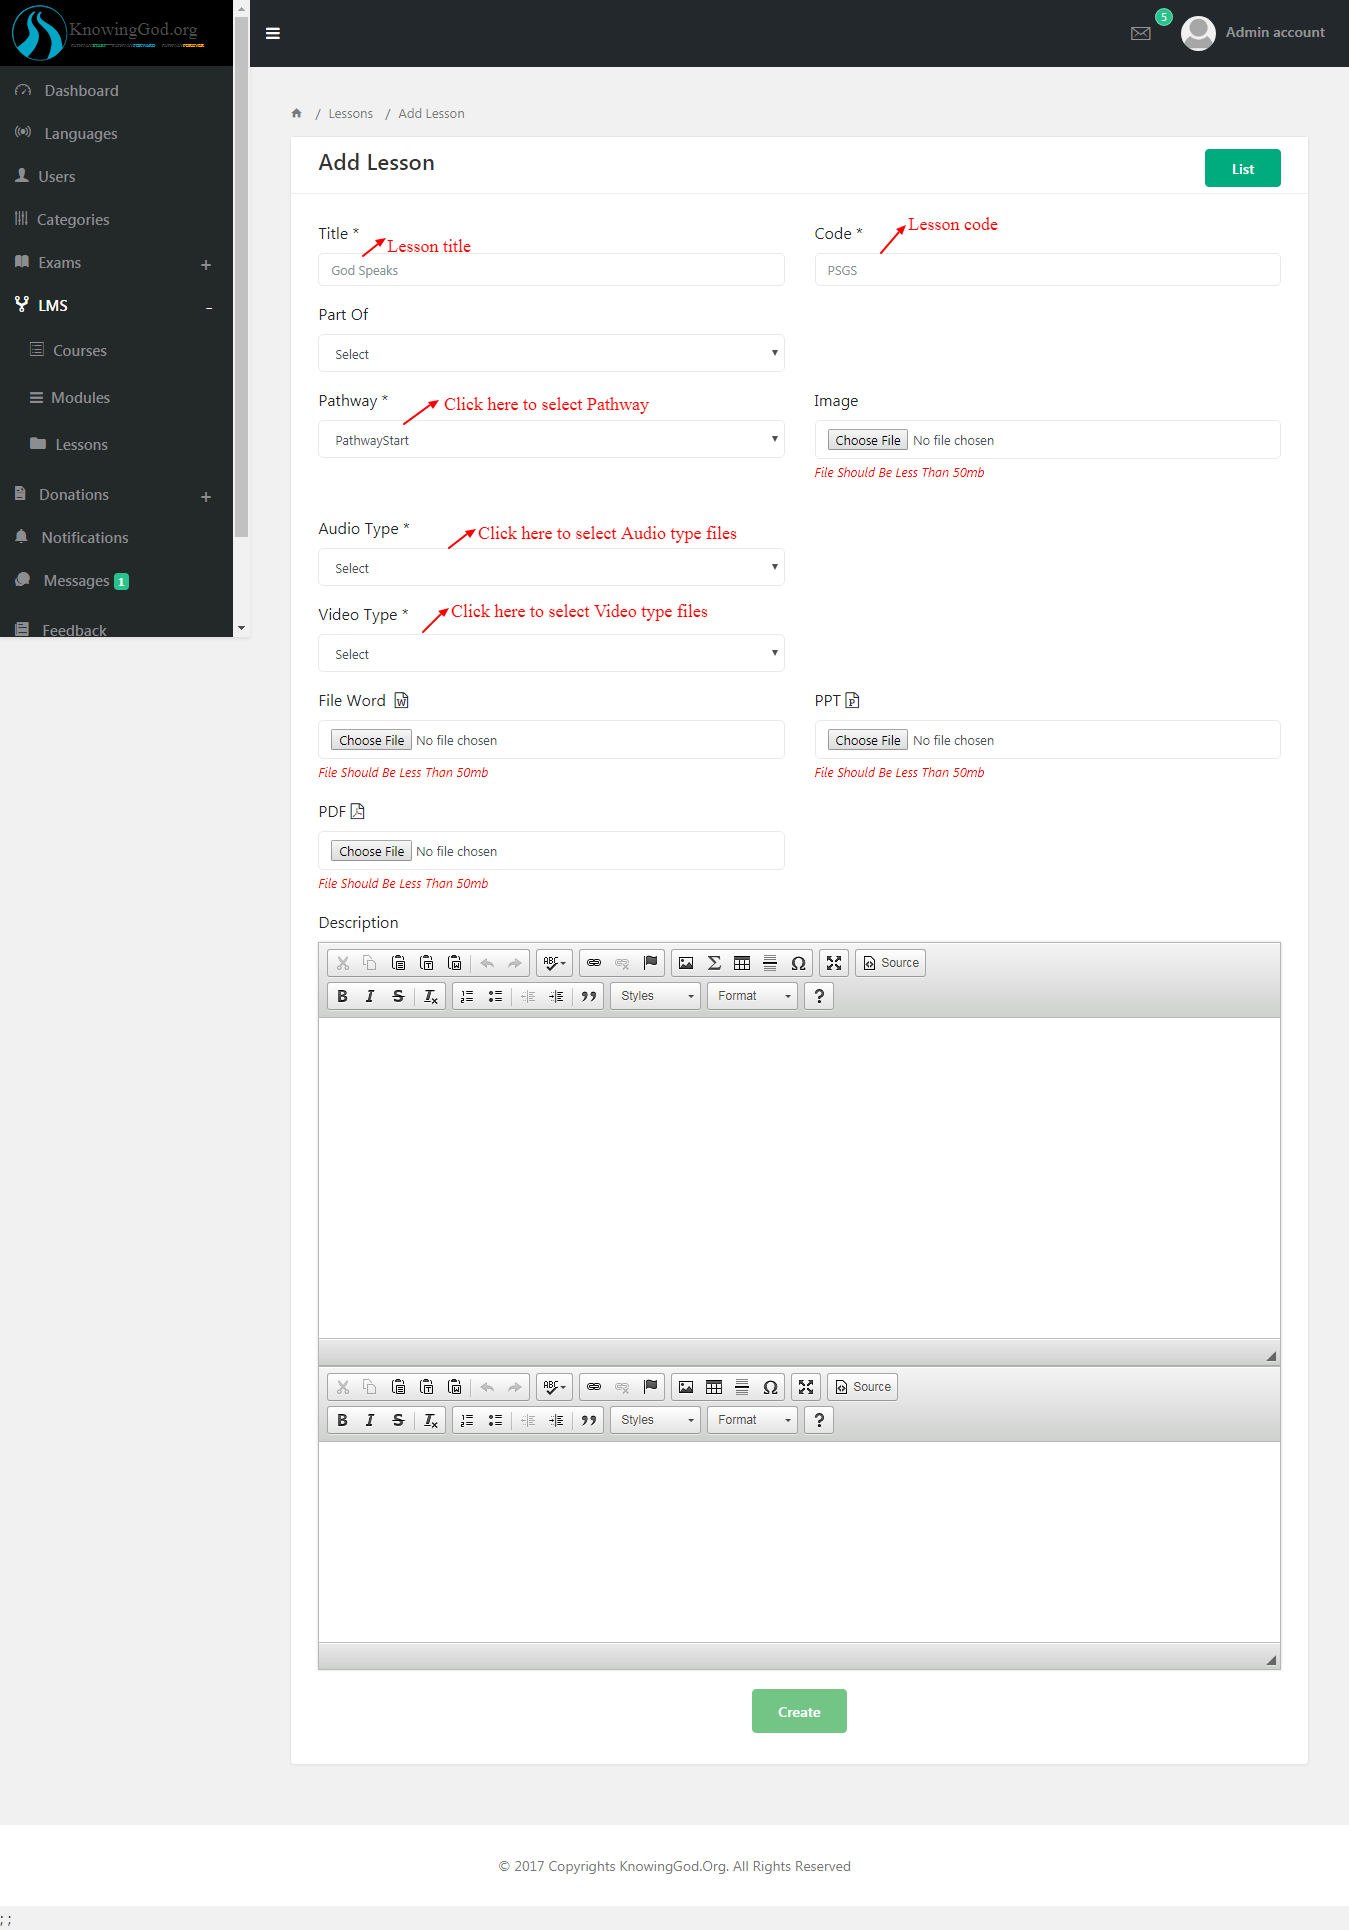 KnowingGod.org
5
Admin account
Dashboard
Languages
Users
Categories
Exams +
LMS -
Courses
Modules
Lessons
Donations +
Notifications
Messages 1
Feedback
/ Lessons / Add Lesson
Add Lesson
List
Title *
Lesson title
Code *
Lesson code
God Speaks
PSGS
Part Of
Select
Pathway *
Click here to select Pathway
Image
PathwayStart
Choose File No file chosen
File Should Be Less Than 50mb
Audio Type *
Click here to select Audio type files
Select
Video Type *
Click here to select Video type files
Select
File Word
PPT
Choose File No file chosen
Choose File No file chosen
File Should Be Less Than 50mb
File Should Be Less Than 50mb
PDF
Choose File No file chosen
File Should Be Less Than 50mb
Description
Source
Styles
Format
Source
Styles
Format
Create
© 2017 Copyrights KnowingGod.Org. All Rights Reserved
; ;